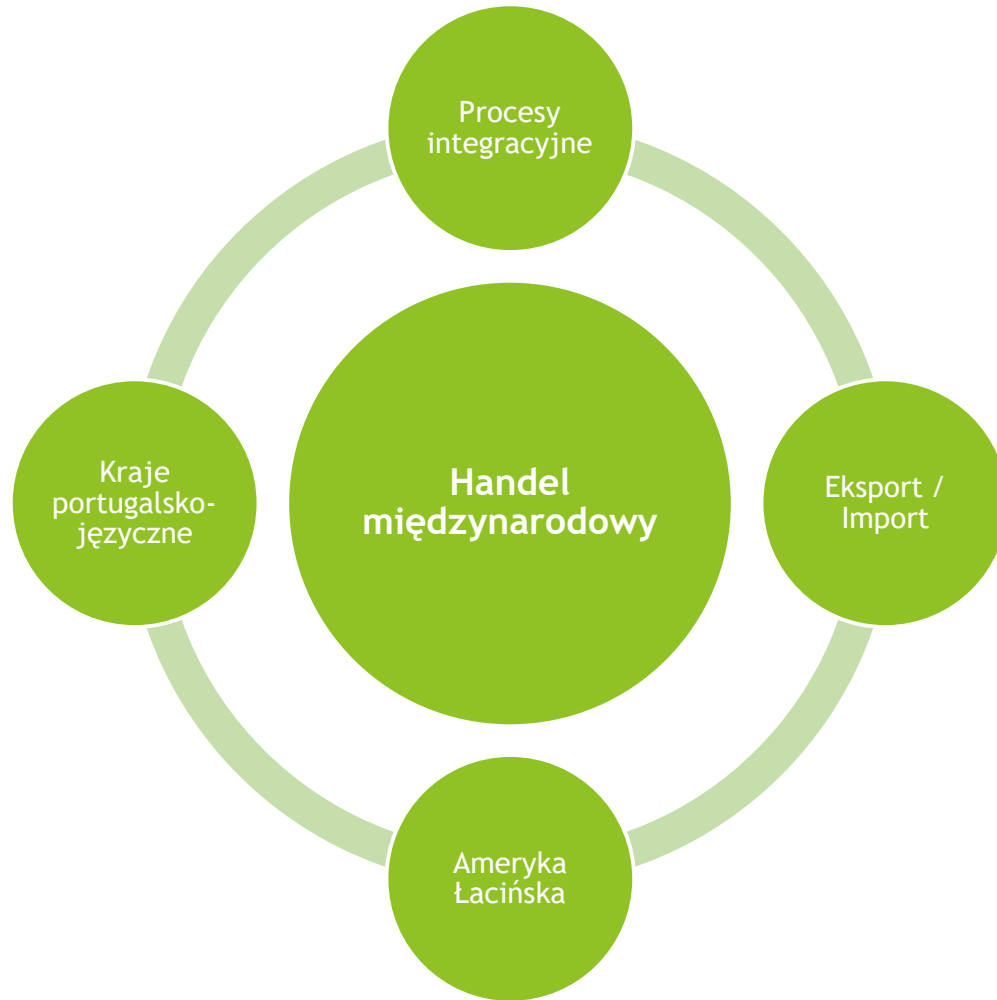 Procesy
integracyjne
Kraje
portugalsko-
języczne
Handel
międzynarodowy
Eksport /
Import
Ameryka
Łacińska